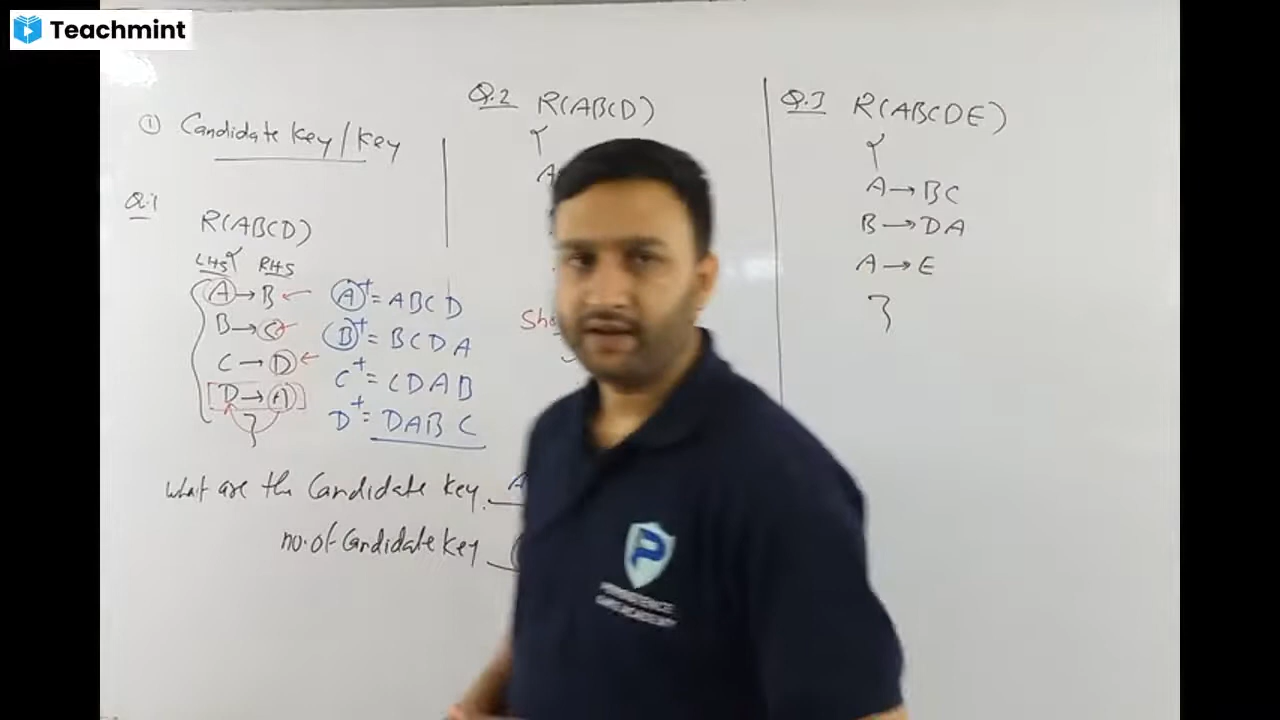 Teachmint
① Candidate Key/Key
Q.1
R(ABCD)
{
LHS RHS
A → B
B → C
C → D
[D → A]
}
A⁺ = ABCD
B⁺ = BCDA
C⁺ = CDAB
D⁺ = DABC
What are the Candidate key. A
no. of Candidate key
Q.2 R(ABCD)
{
A
Sho
Q.3 R(ABCDE)
{
A → BC
B → DA
A → E
}
P